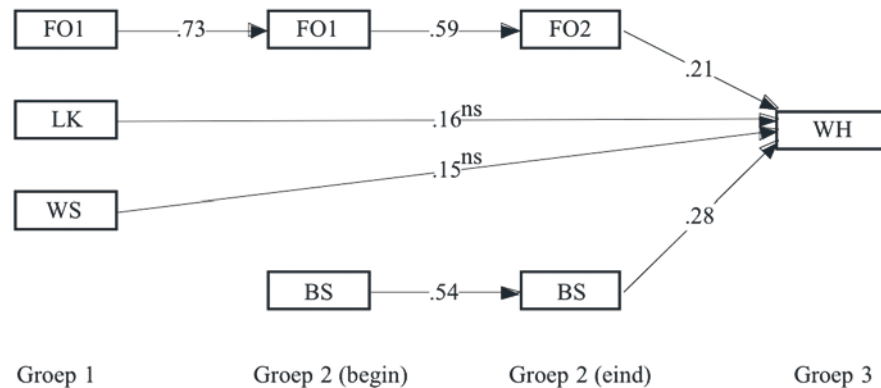 FO1 .73 FO1 .59 FO2
.21
LK .16ns WH
.15ns
WS
.28
BS .54 BS
Groep 1 Groep 2 (begin) Groep 2 (eind) Groep 3